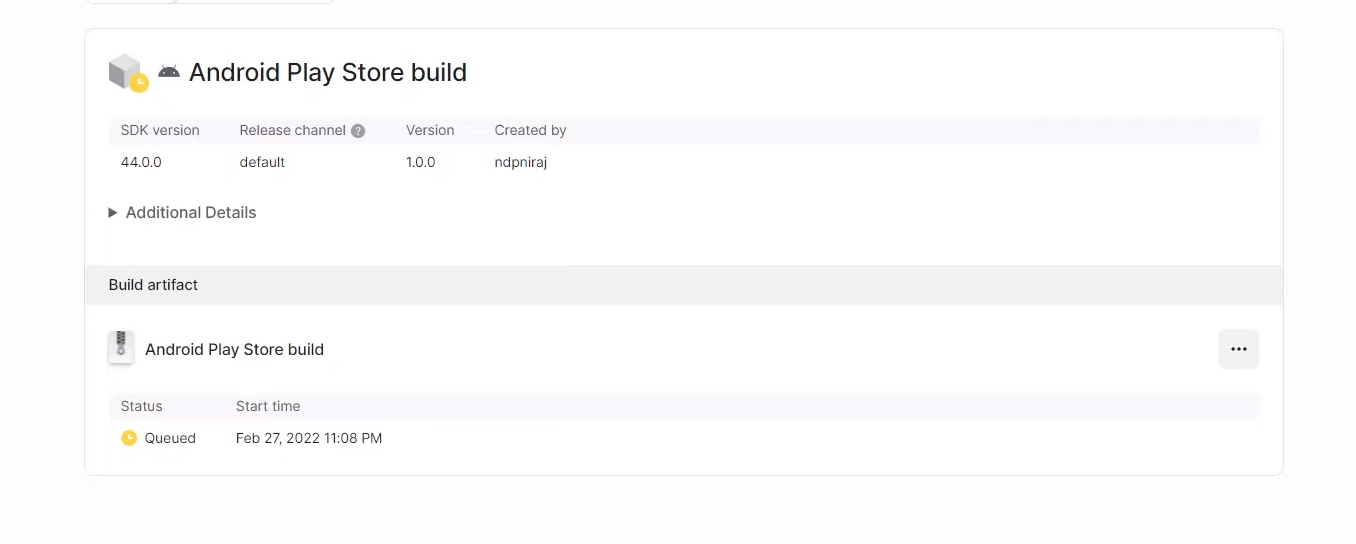 Android Play Store build
SDK version Release channel ? Version Created by
44.0.0 default 1.0.0 ndpniraj
Additional Details
Build artifact
Android Play Store build
Status Start time
Queued Feb 27, 2022 11:08 PM